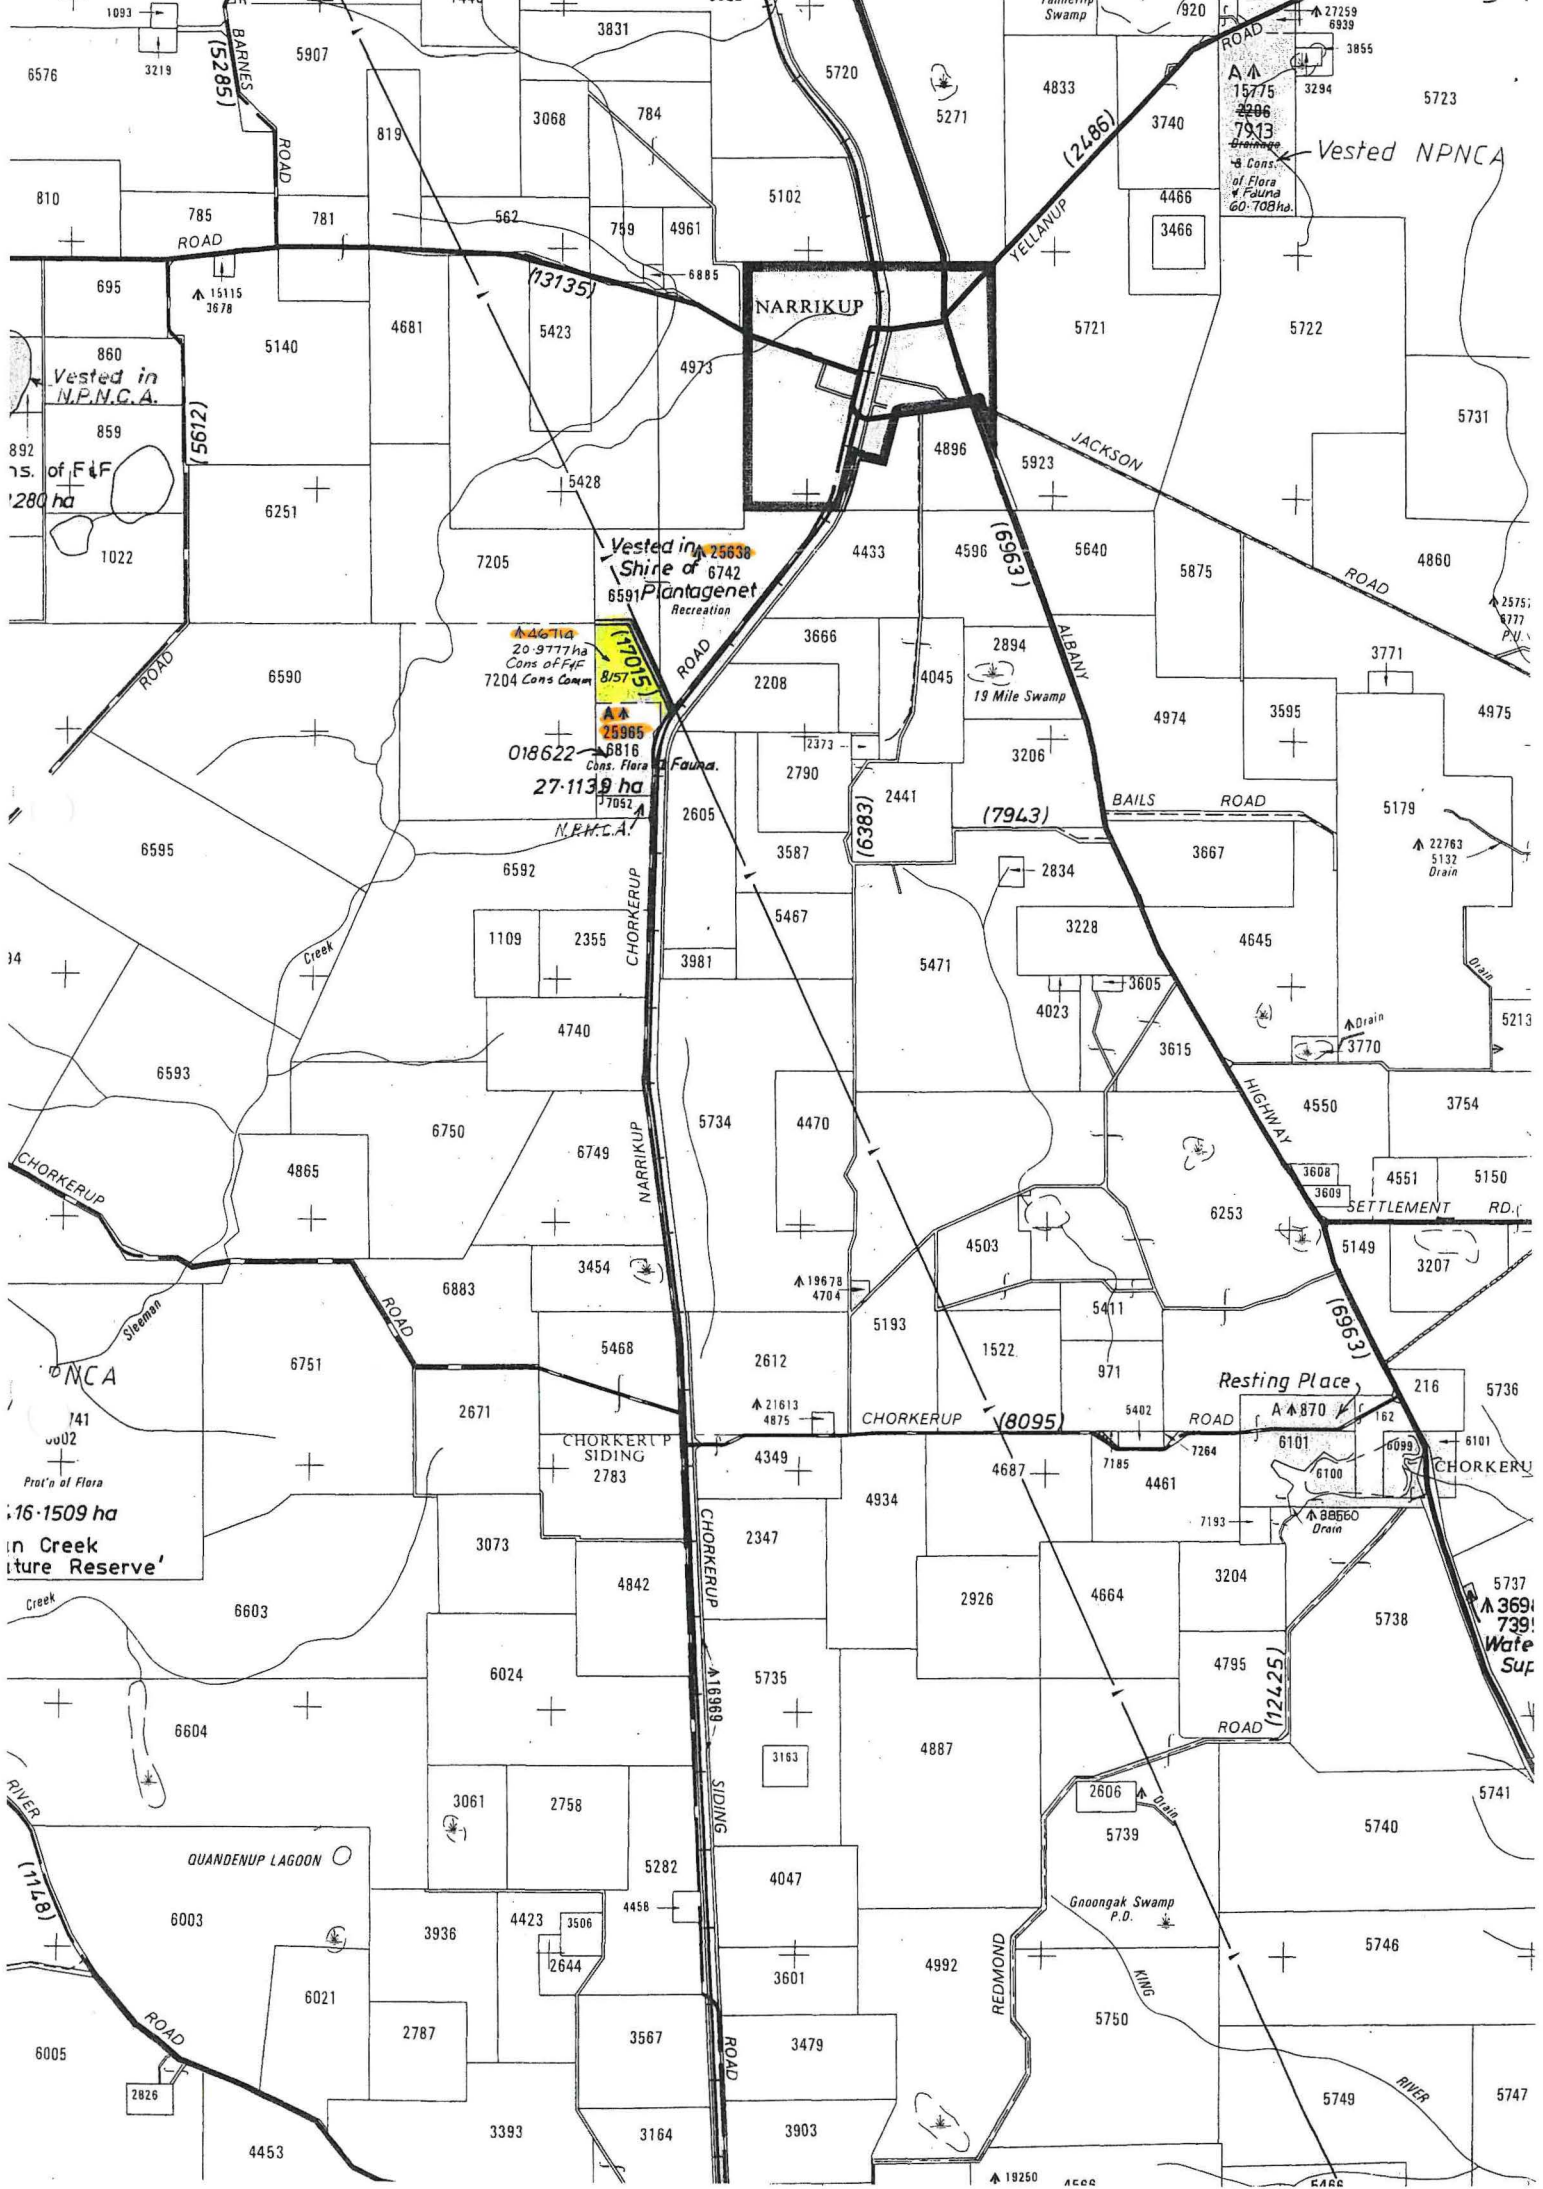 1093
3219
6576
BARNES
(5285)
ROAD
5907
3831
5720
5271
Swamp
920
ROAD
27259
6939
3855
3294
A
15775
2206
7913
Drainage
& Cons.
of Flora
& Fauna
60·708ha.
Vested NPNCA
5723
4833
3740
(2486)
YELLANUP
819
3068
784
810
785
781
562
759
4961
5102
4466
3466
ROAD
6885
(13135)
695
15115
3678
NARRIKUP
4681
5423
5140
4973
5721
5722
860
Vested in
N.P.N.C.A.
859
(5612)
892
ns. of F&F
280 ha
5731
JACKSON
ROAD
4896
5923
5428
6251
1022
7205
Vested in
Shire of
Plantagenet
25638
6742
6591
Recreation
4433
4596
(6963)
5640
5875
4860
6777
P.U.
46714
20·9777ha
Cons of F&F
7204 Cons Comm
8157
(17015)
ROAD
3666
4045
2894
19 Mile Swamp
ALBANY
3771
ROAD
6590
2208
4974
3595
4975
A
25965
018622
6816
Cons. Flora & Fauna.
27·1139 ha
7052
N.P.N.C.A.
2373
2790
3206
2605
2441
(6383)
(7943)
BAILS ROAD
5179
22763
5132
Drain
6595
6592
3587
3667
2834
CHORKERUP
1109
2355
5467
3228
4645
Creek
3981
5471
3605
4023
Drain
5213
4740
3615
Drain
3770
6593
HIGHWAY
4550
3754
6750
6749
NARRIKUP
5734
4470
CHORKERUP
4865
3608
3609
4551
5150
SETTLEMENT RD.
6253
4503
5149
3207
3454
6883
19678
4704
ROAD
Sleeman
5411
5193
(6963)
5468
6751
2612
1522
971
NCA
741
Resting Place
216
5736
2671
21613
4875
CHORKERUP (8095) ROAD
5402
A 870
162
CHORKERUP
SIDING
2783
7264
6101
6099
6101
Prot'n of Flora
16·1509 ha
4349
4687
7185
4461
6100
CHORKERU
4934
in Creek
ture Reserve'
3073
CHORKERUP
2347
7193
Drain
4842
2926
4664
3204
5737
Creek
6603
5738
6024
5735
4795
(12425)
ROAD
16969
6604
3163
4887
RIVER
3061
2758
SIDING
2606
Drain
5741
5739
5740
QUANDENUP LAGOON
5282
4047
(1148)
4458
Gnoongak Swamp
P.D.
6003
3936
4423
3506
2644
5746
4992
REDMOND
3601
KING
6021
5750
ROAD
2787
3567
3479
6005
ROAD
2826
RIVER
5749
5747
3393
3164
3903
4453
19250
5466